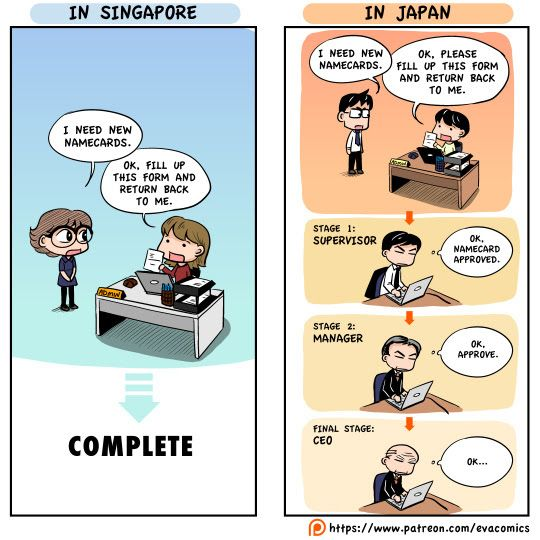 IN SINGAPORE
I NEED NEW
NAMECARDS.
OK, FILL UP
THIS FORM AND
RETURN BACK
TO ME.
ADMIN
COMPLETE
IN JAPAN
I NEED NEW
NAMECARDS.
OK, PLEASE
FILL UP THIS FORM
AND RETURN BACK
TO ME.
ADMIN
STAGE 1:
SUPERVISOR
OK,
NAMECARD
APPROVED.
STAGE 2:
MANAGER
OK,
APPROVE.
FINAL STAGE:
CEO
OK...
https://www.patreon.com/evacomics